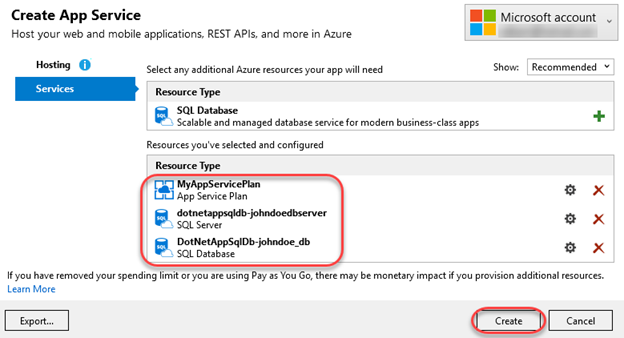 Create App Service
Host your web and mobile applications, REST APIs, and more in Azure
Microsoft account
Hosting
Services
Select any additional Azure resources your app will need
Show:
Recommended
Resource Type
SQL Database
Scalable and managed database service for modern business-class apps
Resources you've selected and configured
Resource Type
MyAppServicePlan
App Service Plan
dotnetappsqldb-johndoedbserver
SQL Server
DotNetAppSqlDb-johndoe_db
SQL Database
If you have removed your spending limit or you are using Pay as You Go, there may be monetary impact if you provision additional resources.
Learn More
Export...
Create
Cancel